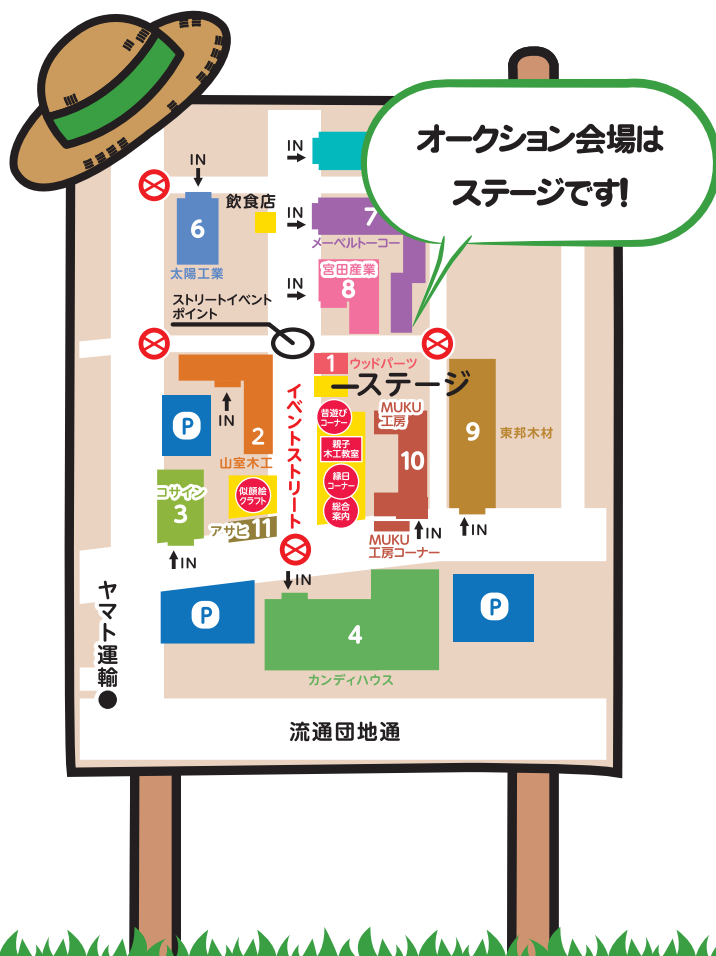 オークション会場は
ステージです!
IN
IN
飲食店
6
IN
7
メーベルトーコー
太陽工業
宮田産業
8
IN
ストリートイベント
ポイント
1
ウッドパーツ
ステージ
イベントストリート
昔遊び
コーナー
MUKU
工房
P
IN
2
親子
木工教室
10
9
東邦木材
山室木工
縁日
コーナー
コサイン
3
似顔絵
クラフト
総合
案内
アサヒ 11
IN
IN
IN
MUKU
工房コーナー
IN
ヤマト運輸
P
4
P
カンディハウス
流通団地通